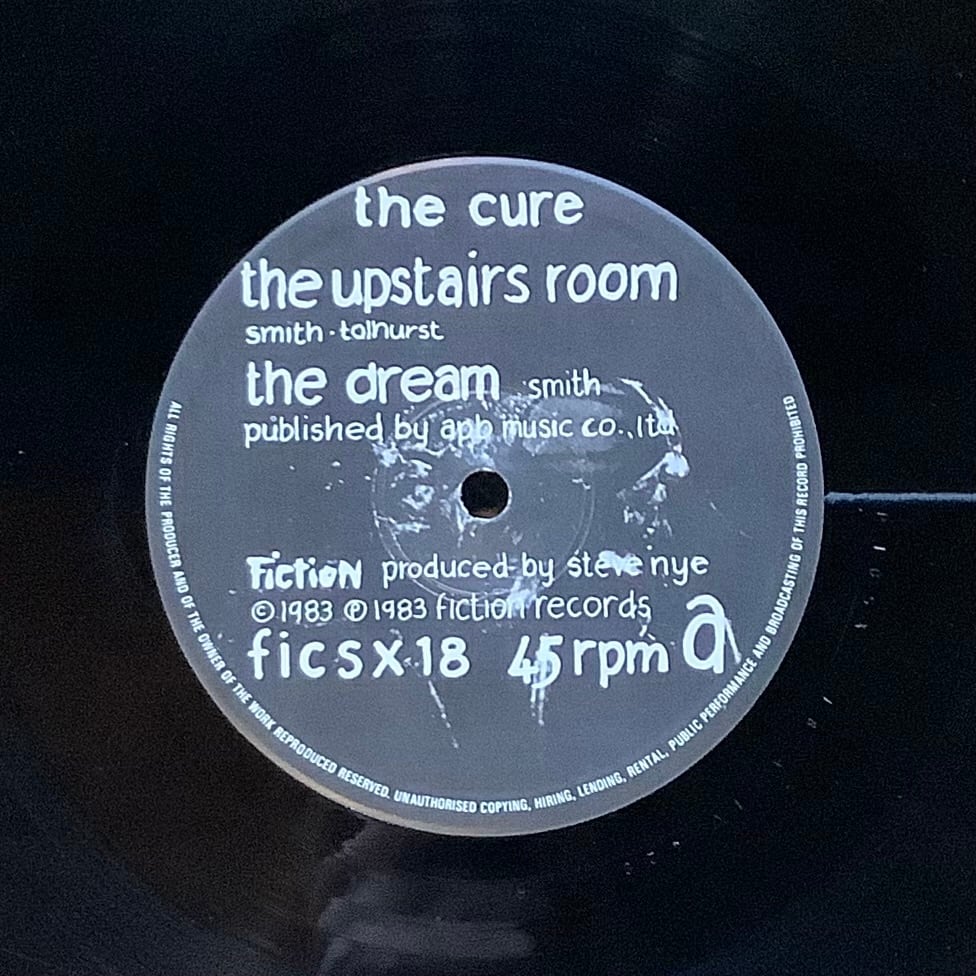 the cure
the upstairs room
smith · tolhurst
the dream smith
published by apb music co., ltd
Fiction produced by steve nye
© 1983 ℗ 1983 fiction records
ficsx18 45 rpm a
ALL RIGHTS OF THE PRODUCER AND OF THE OWNER OF THE WORK REPRODUCED RESERVED. UNAUTHORISED COPYING, HIRING, LENDING, RENTAL, PUBLIC PERFORMANCE AND BROADCASTING OF THIS RECORD PROHIBITED